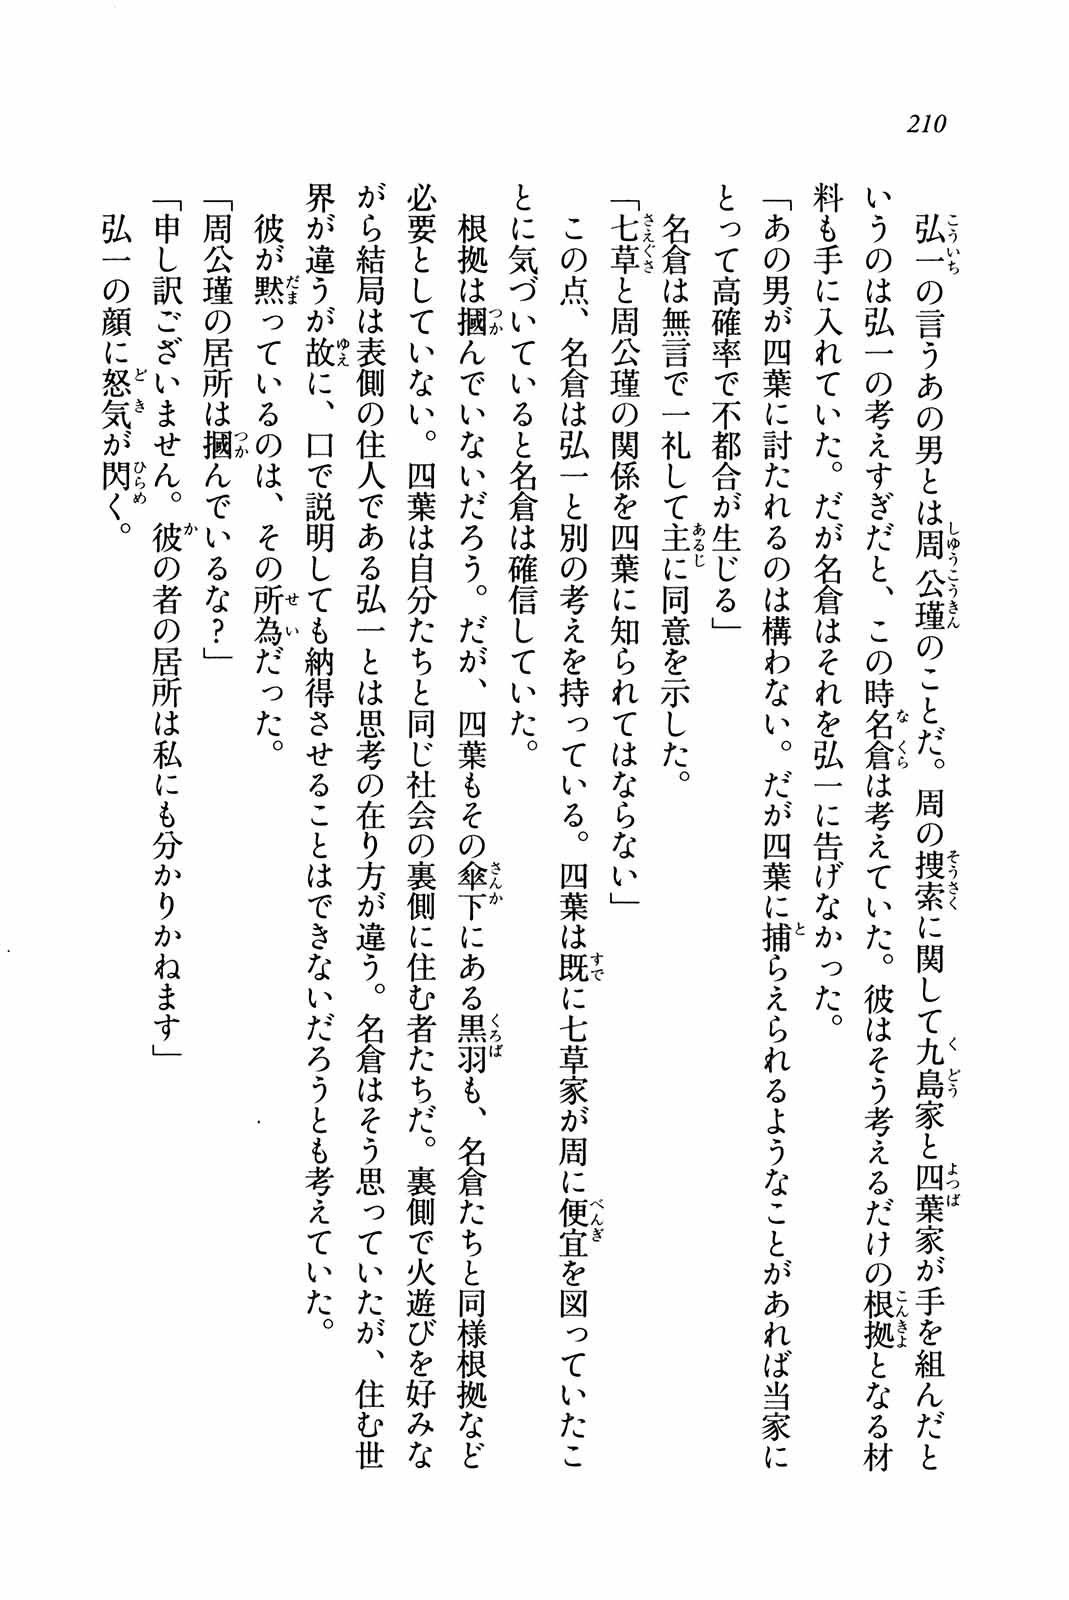 210
弘一の言うあの男とは周公瑾のことだ。周の捜索に関して九島家と四葉家が手を組んだと
いうのは弘一の考えすぎだと、この時名倉は考えていた。彼はそう考えるだけの根拠となる材
料も手に入れていた。だが名倉はそれを弘一に告げなかった。
「あの男が四葉に討たれるのは構わない。だが四葉に捕らえられるようなことがあれば当家に
とって高確率で不都合が生じる」
名倉は無言で一礼して主に同意を示した。
「七草と周公瑾の関係を四葉に知られてはならない」
この点、名倉は弘一と別の考えを持っている。四葉は既に七草家が周に便宜を図っていたこ
とに気づいていると名倉は確信していた。
根拠は摑んでいないだろう。だが、四葉もその傘下にある黒羽も、名倉たちと同様根拠など
必要としていない。四葉は自分たちと同じ社会の裏側に住む者たちだ。裏側で火遊びを好みな
がら結局は表側の住人である弘一とは思考の在り方が違う。名倉はそう思っていたが、住む世
界が違うが故に、口で説明しても納得させることはできないだろうとも考えていた。
彼が黙っているのは、その所為だった。
「周公瑾の居所は摑んでいるな？」
「申し訳ございません。彼の者の居所は私にも分かりかねます」
弘一の顔に怒気が閃く。